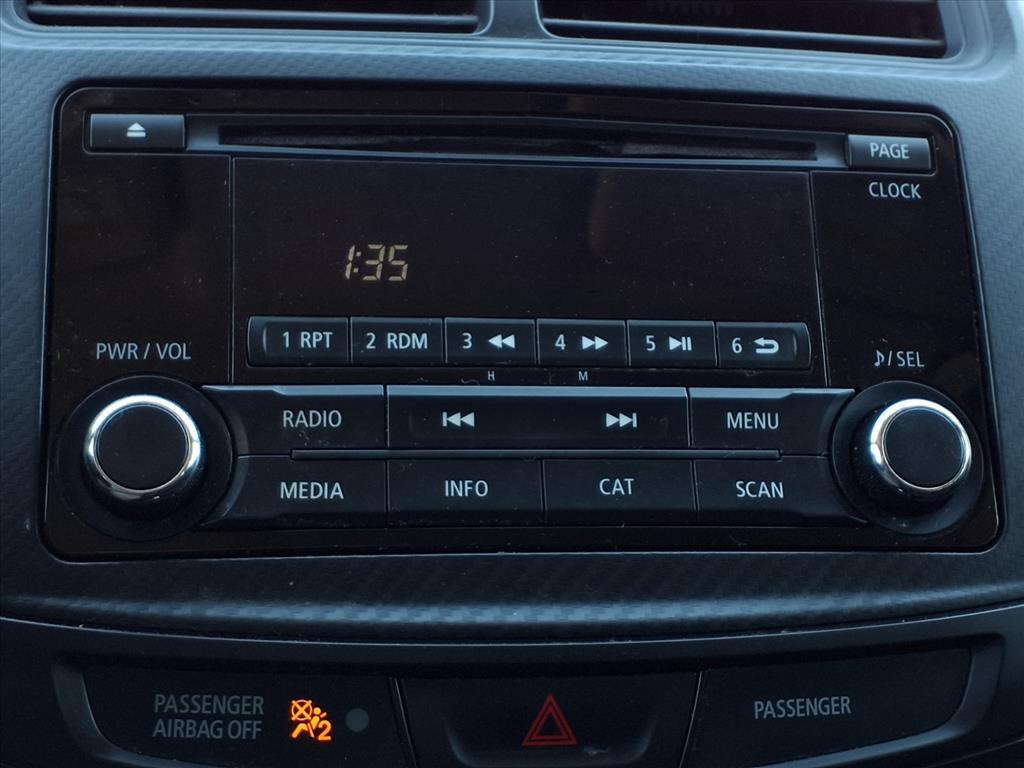 PAGE
CLOCK
1:35
1 RPT 2 RDM 3 4 5 6
H M
PWR / VOL
/ SEL
RADIO MENU
MEDIA INFO CAT SCAN
PASSENGER
AIRBAG OFF
2
PASSENGER